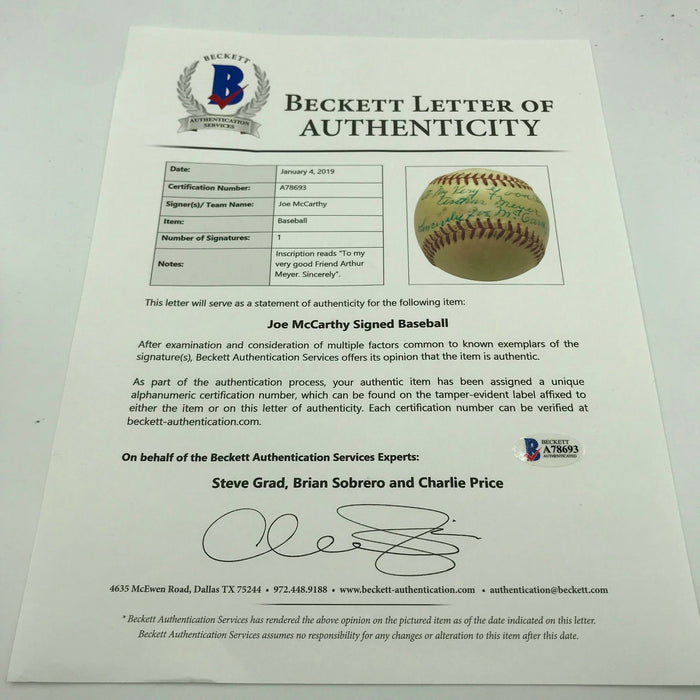 BECKETT
B
AUTHENTICATION
SERVICES
BECKETT LETTER OF
AUTHENTICITY
Date: January 4, 2019
Certification Number: A78693
Signer(s)/ Team Name: Joe McCarthy
Item: Baseball
Number of Signatures: 1
Notes: Inscription reads "To my
very good Friend Arthur
Meyer. Sincerely".
To My Very Good
Arthur Meyer
Sincerely Joe McCarthy
This letter will serve as a statement of authenticity for the following item:
Joe McCarthy Signed Baseball
After examination and consideration of multiple factors common to known exemplars of the
signature(s), Beckett Authentication Services offers its opinion that the item is authentic.
As part of the authentication process, your authentic item has been assigned a unique
alphanumeric certification number, which can be found on the tamper-evident label affixed to
either the item or on this letter of authenticity. Each certification number can be verified at
beckett-authentication.com.
B BECKETT
A78693
AUTHENTICATED
On behalf of the Beckett Authentication Services Experts:
Steve Grad, Brian Sobrero and Charlie Price
4635 McEwen Road, Dallas TX 75244 • 972.448.9188 • www.beckett-authentication.com • authentication@beckett.com
* Beckett Authentication Services has rendered the above opinion on the pictured item as of the date indicated on this letter.
Beckett Authentication Services assumes no responsibility for any changes or alteration to this item after this date.